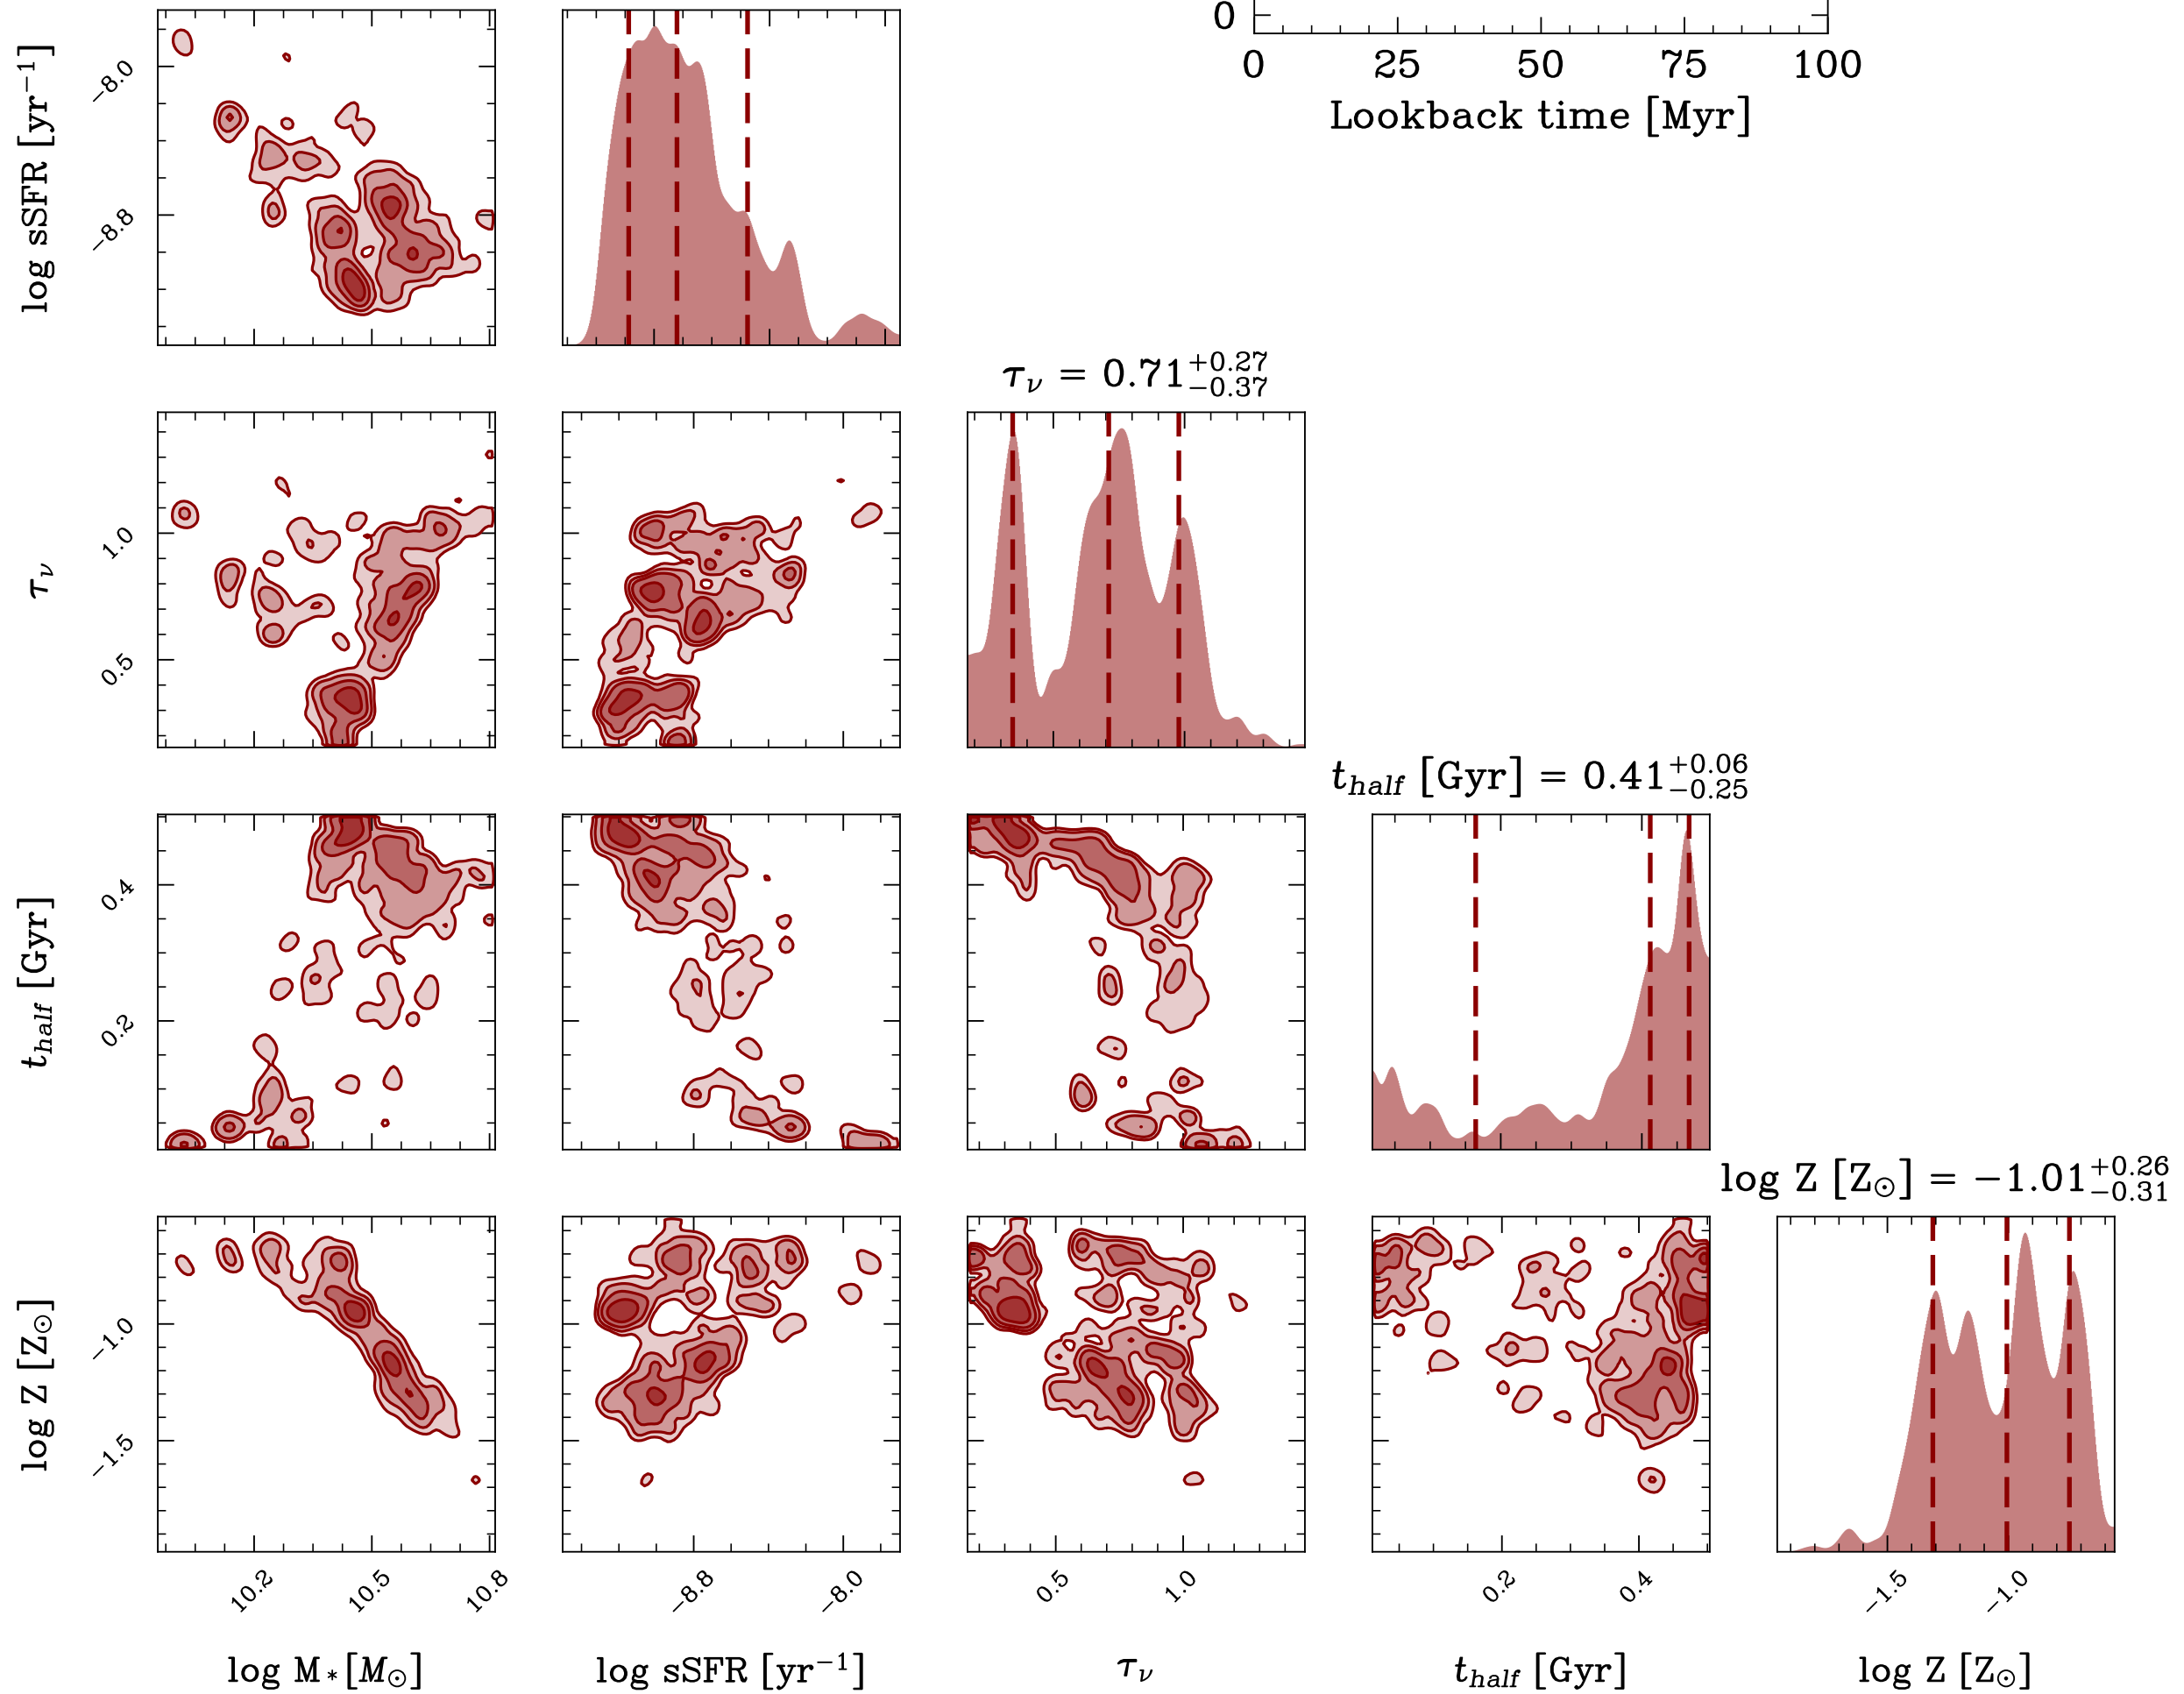 0
0 25 50 75 100
Lookback time [Myr]
log sSFR [yr⁻¹]
−8.0
−8.8
τ_ν = 0.71 +0.27 −0.37
τ_ν
1.0
0.5
t_half [Gyr] = 0.41 +0.06 −0.25
t_half [Gyr]
0.4
0.2
log Z [Z⊙] = −1.01 +0.26 −0.31
log Z [Z⊙]
−1.0
−1.5
10.2 10.5 10.8 −8.8 −8.0 0.5 1.0 0.2 0.4 −1.5 −1.0
log M* [M⊙] log sSFR [yr⁻¹] τ_ν t_half [Gyr] log Z [Z⊙]